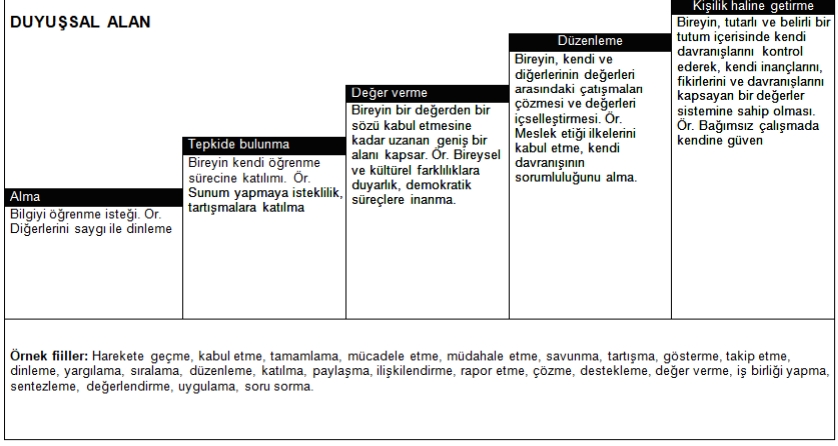 DUYUŞSAL ALAN
Alma
Bilgiyi öğrenme isteği. Ör.
Diğerlerini saygı ile dinleme
Tepkide bulunma
Bireyin kendi öğrenme
sürecine katılımı. Ör.
Sunum yapmaya isteklilik,
tartışmalara katılma
Değer verme
Bireyin bir değerden bir
sözü kabul etmesine
kadar uzanan geniş bir
alanı kapsar. Ör. Bireysel
ve kültürel farklılıklara
duyarlık, demokratik
süreçlere inanma.
Düzenleme
Bireyin, kendi ve
diğerlerinin değerleri
arasındaki çatışmaları
çözmesi ve değerleri
içselleştirmesi. Ör.
Meslek etiği ilkelerini
kabul etme, kendi
davranışının
sorumluluğunu alma.
Kişilik haline getirme
Bireyin, tutarlı ve belirli bir
tutum içerisinde kendi
davranışlarını kontrol
ederek, kendi inançlarını,
fikirlerini ve davranışlarını
kapsayan bir değerler
sistemine sahip olması.
Ör. Bağımsız çalışmada
kendine güven
Örnek fiiller: Harekete geçme, kabul etme, tamamlama, mücadele etme, müdahale etme, savunma, tartışma, gösterme, takip etme,
dinleme, yargılama, sıralama, düzenleme, katılma, paylaşma, ilişkilendirme, rapor etme, çözme, destekleme, değer verme, iş birliği yapma,
sentezleme, değerlendirme, uygulama, soru sorma.